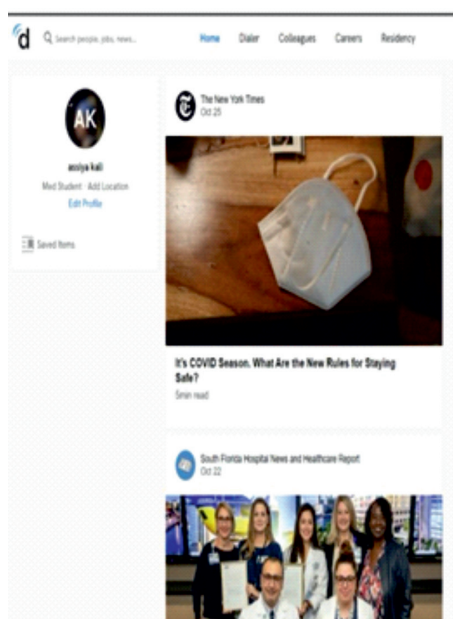 d
Search people, jobs, news...
Home Dialer Colleagues Careers Residency
AK
assiya kali
Med Student · Add Location
Edit Profile
Saved Items
The New York Times
Oct 25
It's COVID Season. What Are the New Rules for Staying
Safe?
5min read
South Florida Hospital News and Healthcare Report
Oct 22